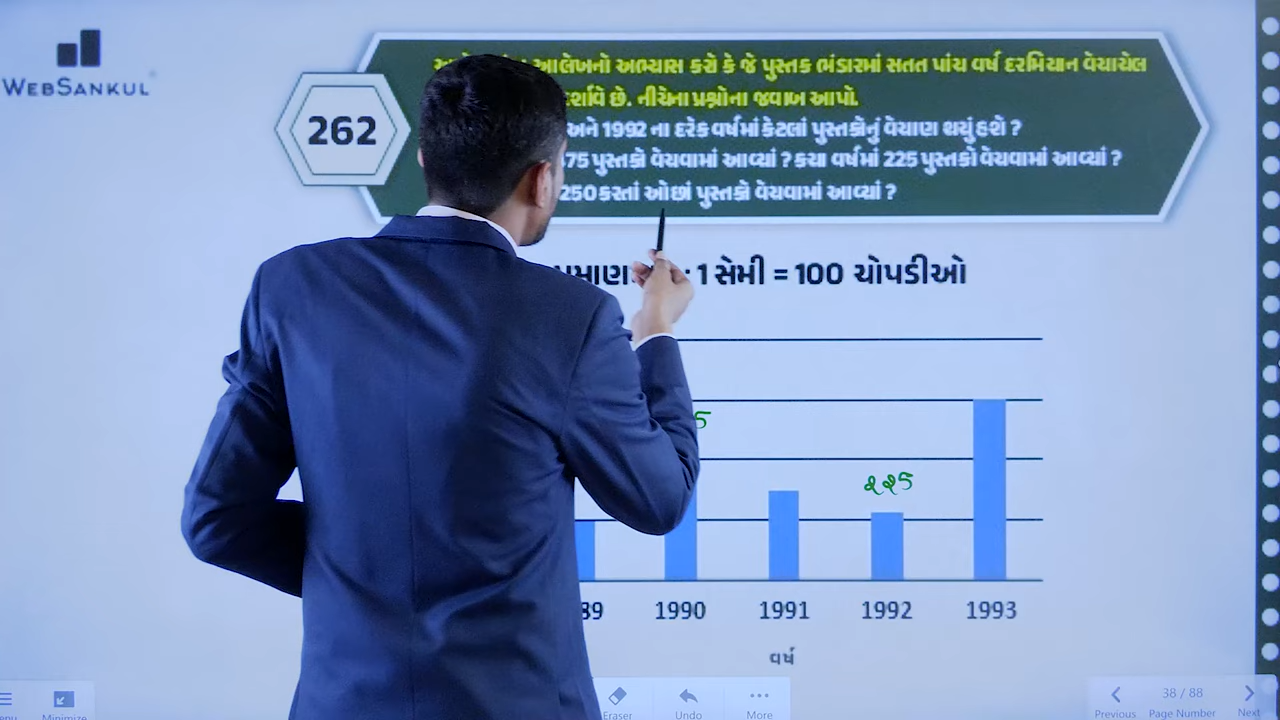 WEBSANKUL
262
આલેખનો અભ્યાસ કરો કે જે પુસ્તક ભંડારમાં સતત પાંચ વર્ષ દરમિયાન વેચાયેલ
દર્શાવે છે. નીચેના પ્રશ્નોના જવાબ આપો.
અને 1992 ના દરેક વર્ષમાં કેટલાં પુસ્તકોનું વેચાણ થયું હશે ?
પુસ્તકો વેચવામાં આવ્યાં ? કયા વર્ષમાં 225 પુસ્તકો વેચવામાં આવ્યાં ?
250 કરતાં ઓછાં પુસ્તકો વેચવામાં આવ્યાં ?
1 સેમી = 100 ચોપડીઓ
૨૨૫
89 1990 1991 1992 1993
વર્ષ
Minimize Eraser Undo More Previous 38 / 88 Page Number Next